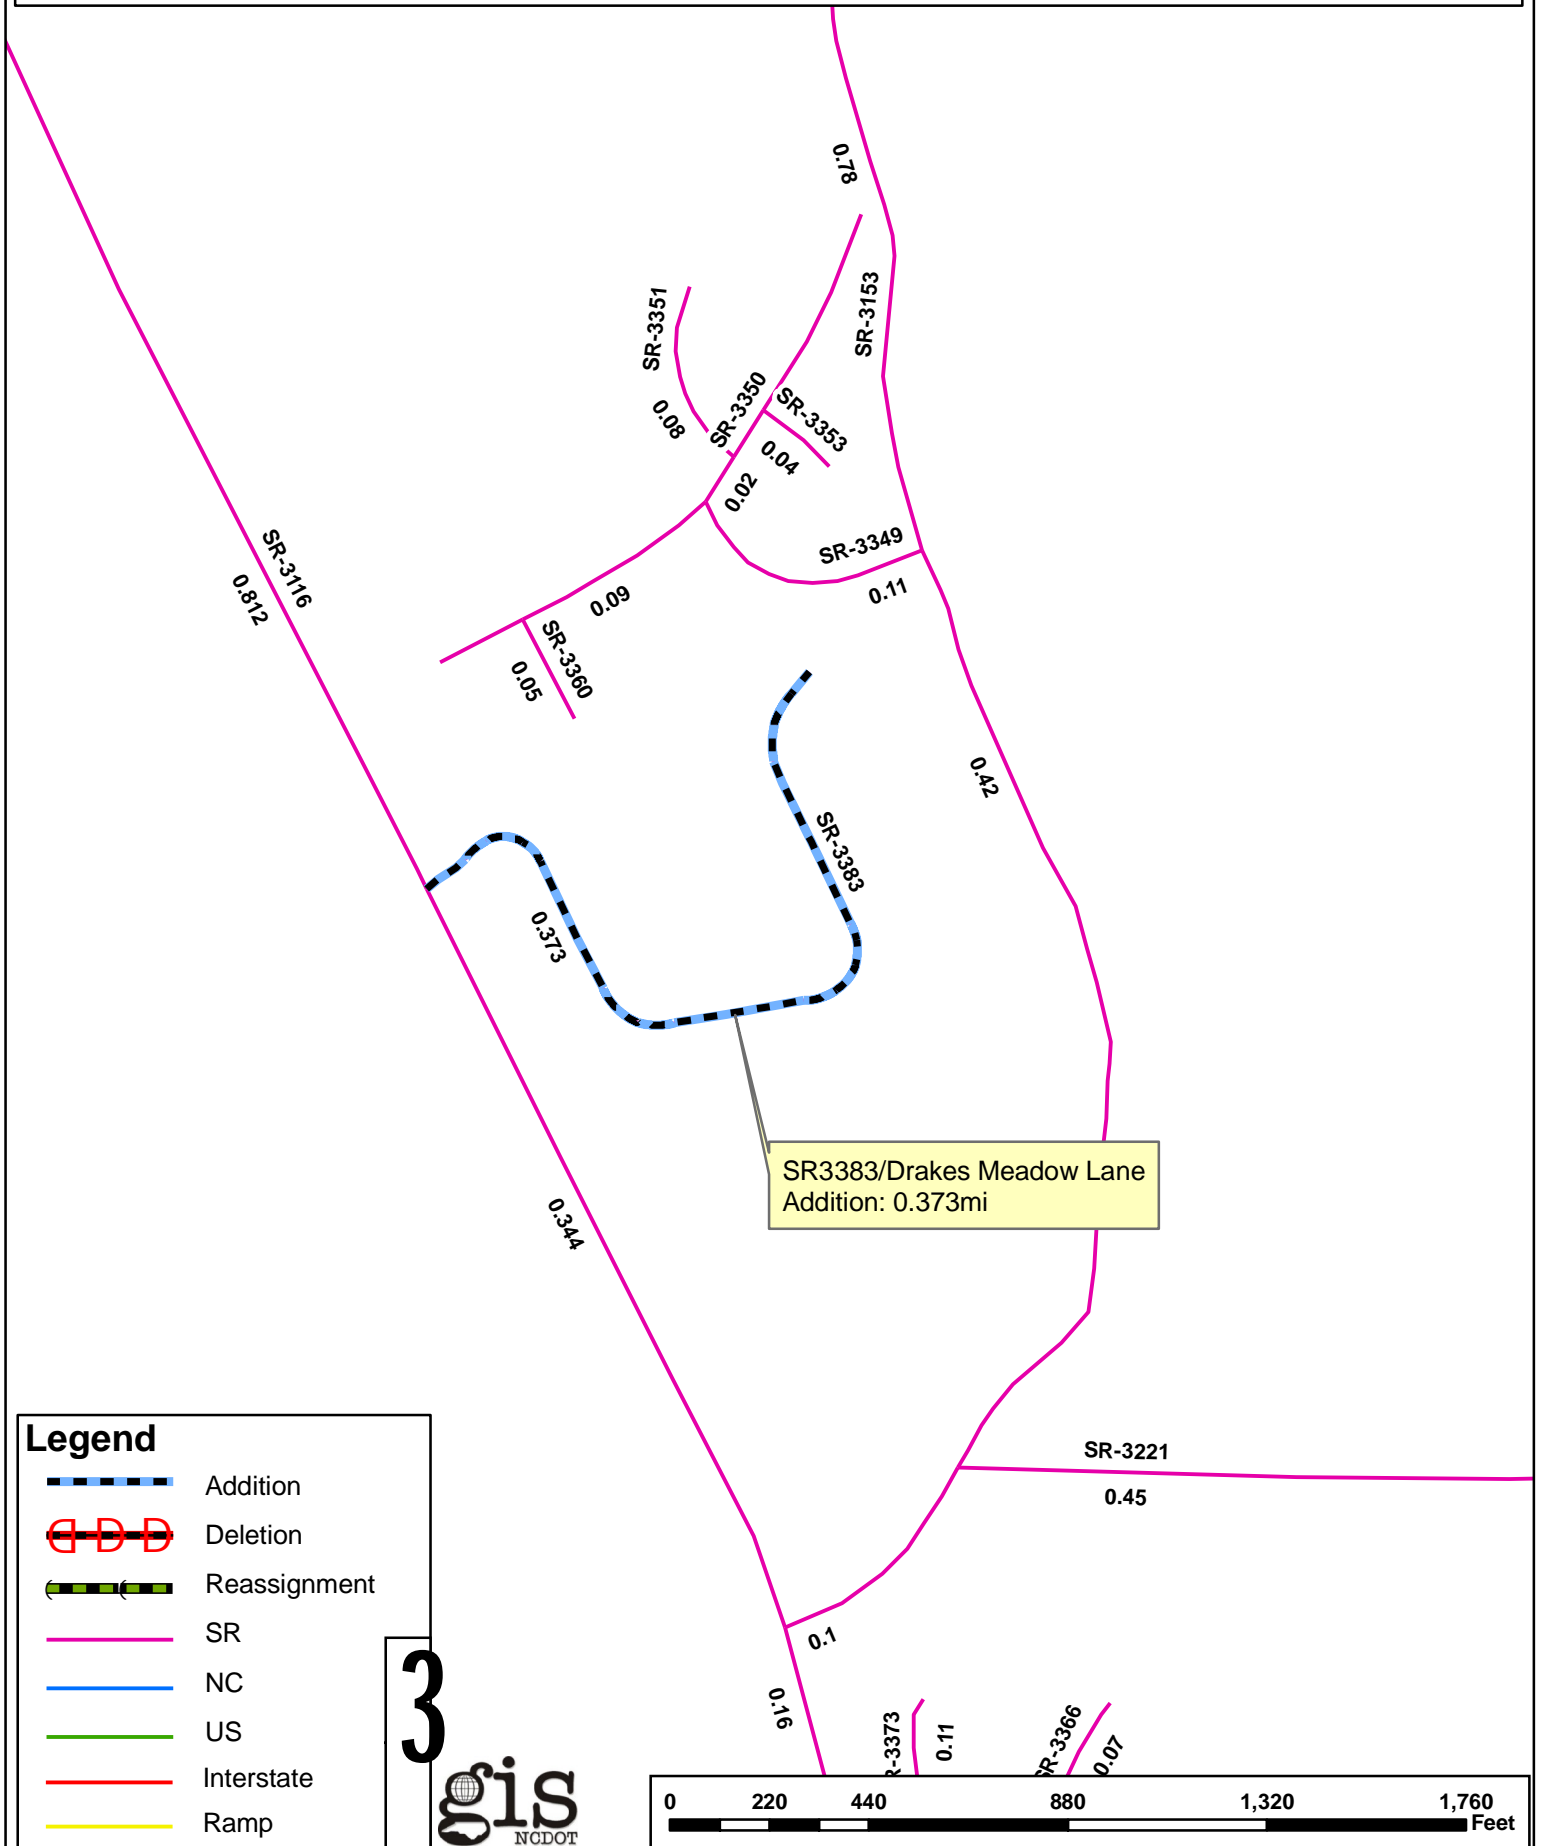 0.78
SR-3153
SR-3351
0.08
SR-3350
SR-3353
0.04
0.02
SR-3349
0.11
SR-3116
0.812
0.09
SR-3360
0.05
0.42
SR-3383
0.373
SR3383/Drakes Meadow Lane
Addition: 0.373mi
0.344
SR-3221
0.45
0.1
0.16
R-3373
0.11
SR-3366
0.07
Legend
Addition
Deletion
Reassignment
SR
NC
US
Interstate
Ramp
3
gis
NCDOT
0 220 440 880 1,320 1,760
Feet